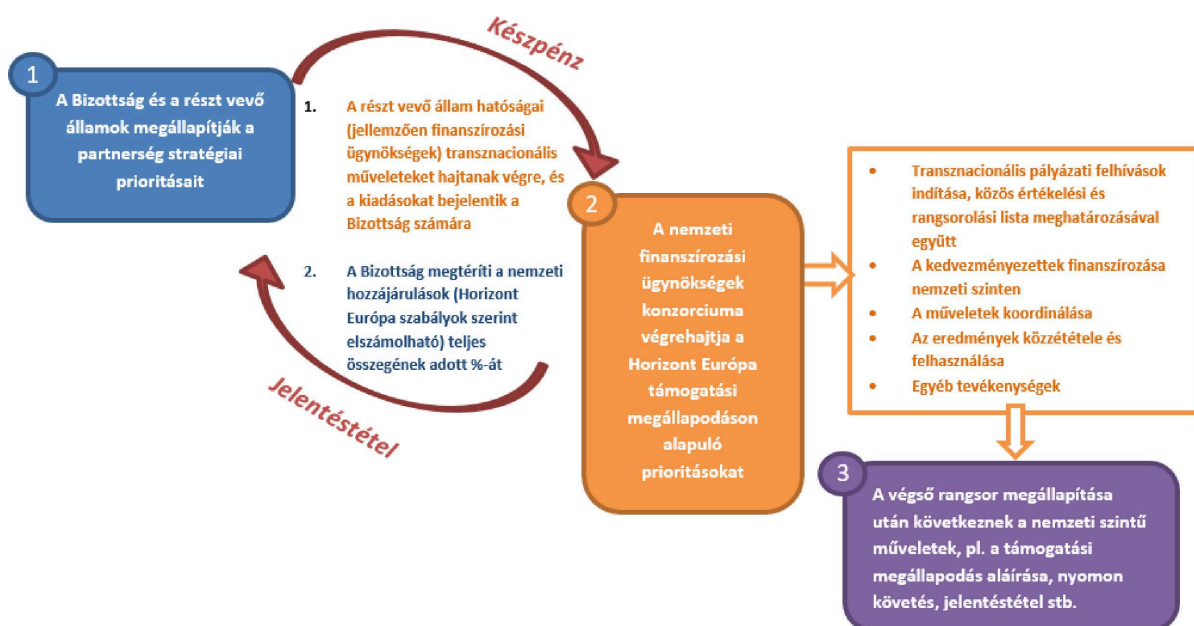 1
A Bizottság és a részt vevő
államok megállapítják a
partnerség stratégiai
prioritásait
Készpénz
1. A részt vevő állam hatóságai
(jellemzően finanszírozási
ügynökségek) transznacionális
műveleteket hajtanak végre, és
a kiadásokat bejelentik a
Bizottság számára
2. A Bizottság megtéríti a nemzeti
hozzájárulások (Horizont
Európa szabályok szerint
elszámolható) teljes
összegének adott %-át
Jelentéstétel
2
A nemzeti
finanszírozási
ügynökségek
konzorciuma
végrehajtja a
Horizont Európa
támogatási
megállapodáson
alapuló
prioritásokat
• Transznacionális pályázati felhívások
indítása, közös értékelési és
rangsorolási lista meghatározásával
együtt
• A kedvezményezettek finanszírozása
nemzeti szinten
• A műveletek koordinálása
• Az eredmények közzététele és
felhasználása
• Egyéb tevékenységek
3
A végső rangsor megállapítása
után következnek a nemzeti szintű
műveletek, pl. a támogatási
megállapodás aláírása, nyomon
követés, jelentéstétel stb.